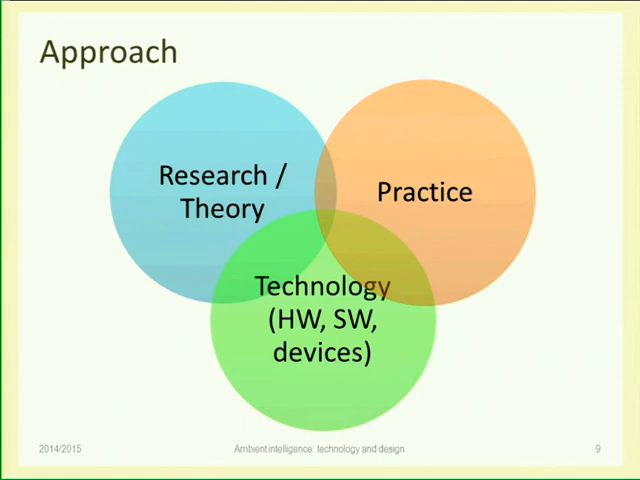 Approach
Research /
Theory
Practice
Technology
(HW, SW,
devices)
2014/2015
Ambient intelligence: technology and design
9